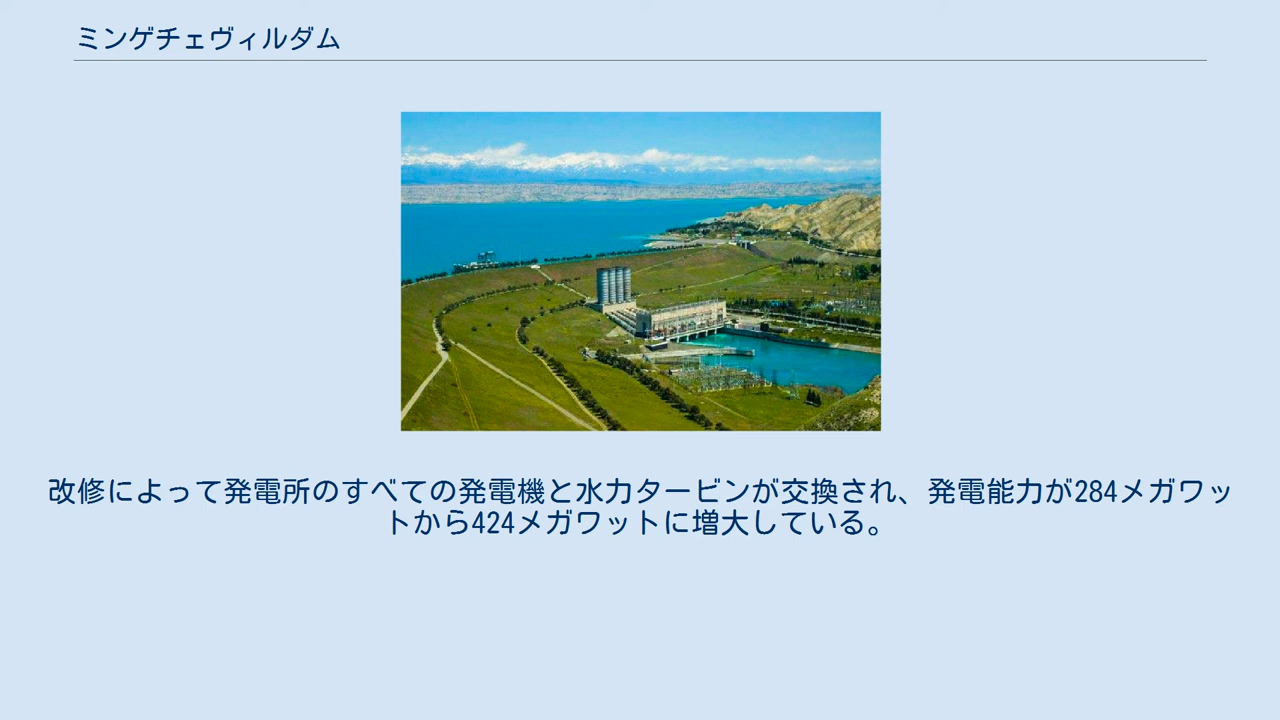 ミンゲチェヴィルダム
改修によって発電所のすべての発電機と水力タービンが交換され、発電能力が284メガワッ
トから424メガワットに増大している。